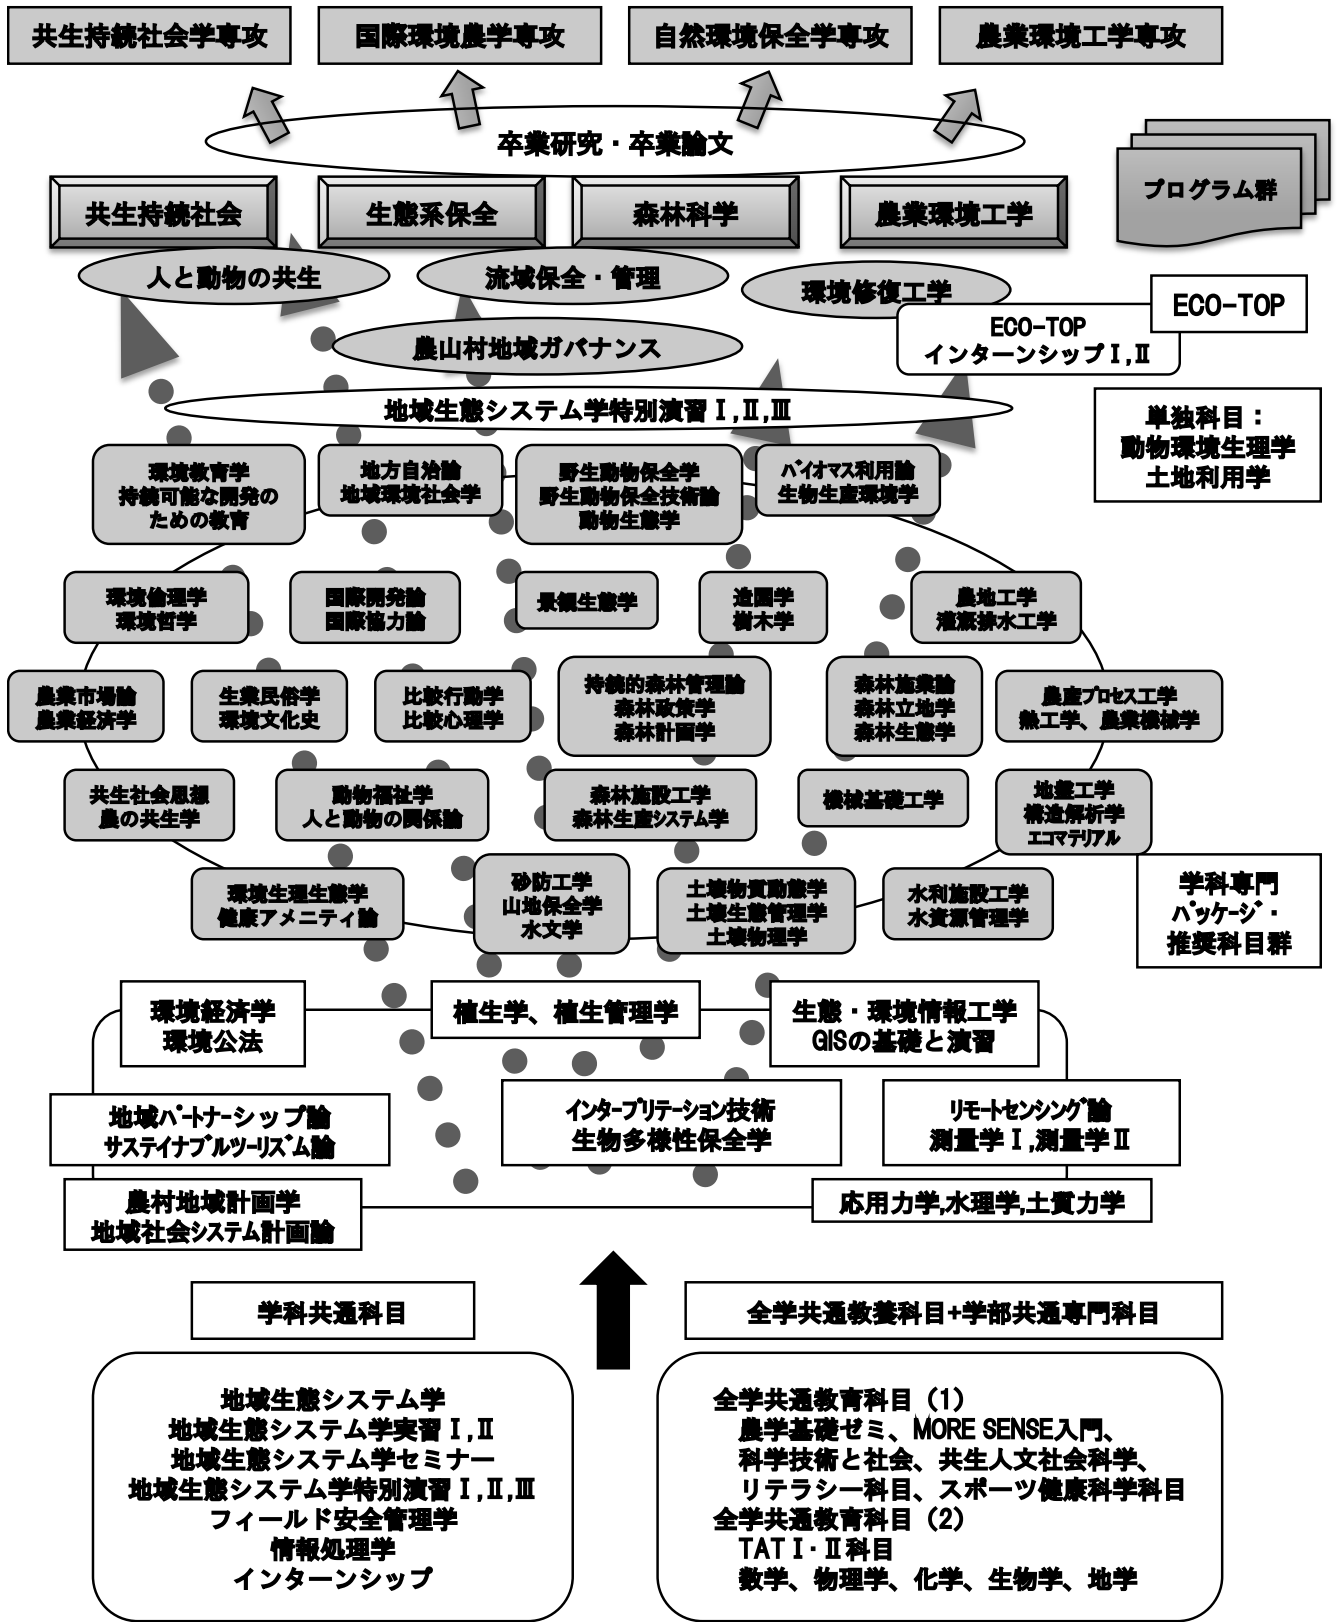 共生持続社会学専攻
国際環境農学専攻
自然環境保全学専攻
農業環境工学専攻
卒業研究・卒業論文
プログラム群
共生持続社会
生態系保全
森林科学
農業環境工学
人と動物の共生
流域保全・管理
環境修復工学
ECO-TOP
ECO-TOP
インターンシップⅠ,Ⅱ
農山村地域ガバナンス
地域生態システム学特別演習Ⅰ,Ⅱ,Ⅲ
単独科目：
動物環境生理学
土地利用学
環境教育学
持続可能な開発の
ための教育
地方自治論
地域環境社会学
野生動物保全学
野生動物保全技術論
動物生態学
バイオマス利用論
生物生産環境学
環境倫理学
環境哲学
国際開発論
国際協力論
景観生態学
造園学
樹木学
農地工学
灌漑排水工学
農業市場論
農業経済学
生業民俗学
環境文化史
比較行動学
比較心理学
持続的森林管理論
森林政策学
森林計画学
森林施業論
森林立地学
森林生態学
農産プロセス工学
熱工学、農業機械学
共生社会思想
農の共生学
動物福祉学
人と動物の関係論
森林施設工学
森林生産システム学
機械基礎工学
地盤工学
構造解析学
エコマテリアル
環境生理生態学
健康アメニティ論
砂防工学
山地保全学
水文学
土壌物質動態学
土壌生態管理学
土壌物理学
水利施設工学
水資源管理学
学科専門
パッケージ・
推奨科目群
環境経済学
環境公法
植生学、植生管理学
生態・環境情報工学
GISの基礎と演習
地域パートナーシップ論
サステイナブルツーリズム論
インタープリテーション技術
生物多様性保全学
リモートセンシング論
測量学Ⅰ,測量学Ⅱ
農村地域計画学
地域社会システム計画論
応用力学,水理学,土質力学
学科共通科目
全学共通教養科目+学部共通専門科目
地域生態システム学
地域生態システム学実習Ⅰ,Ⅱ
地域生態システム学セミナー
地域生態システム学特別演習Ⅰ,Ⅱ,Ⅲ
フィールド安全管理学
情報処理学
インターンシップ
全学共通教育科目（1）
農学基礎ゼミ、MORE SENSE入門、
科学技術と社会、共生人文社会科学、
リテラシー科目、スポーツ健康科学科目
全学共通教育科目（2）
TATⅠ・Ⅱ科目
数学、物理学、化学、生物学、地学